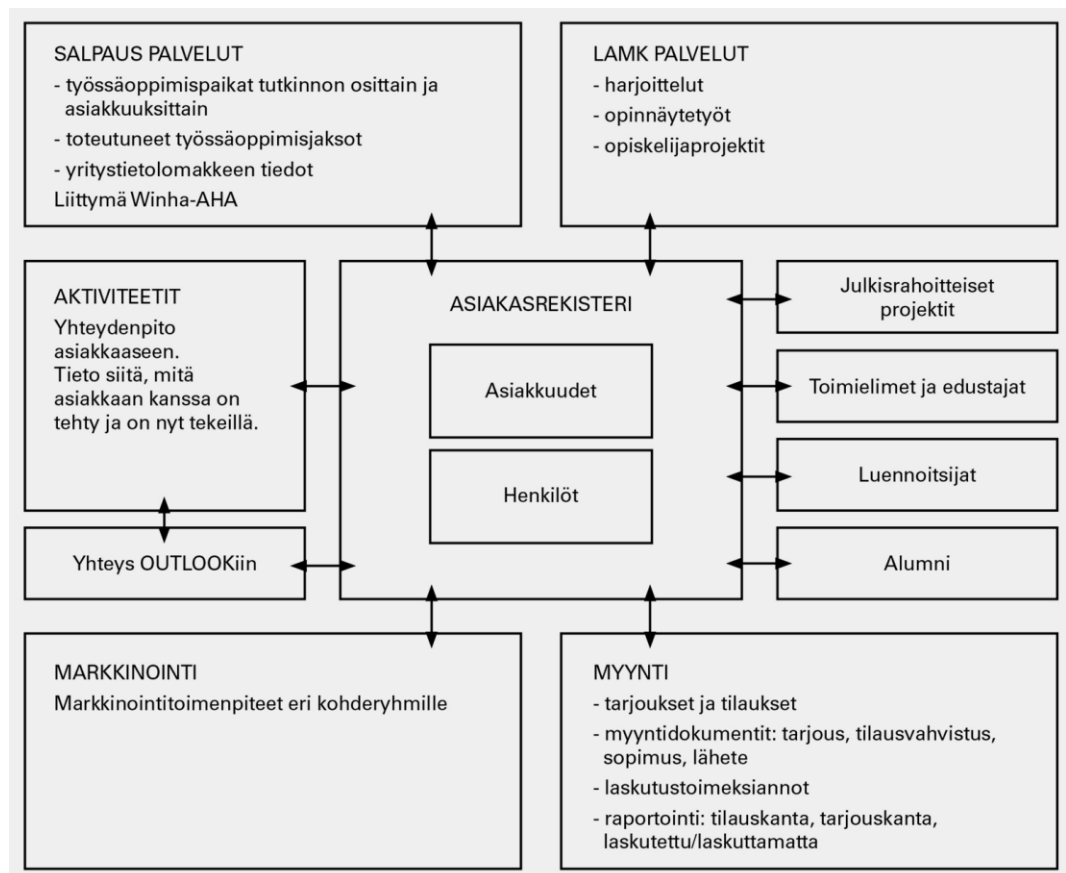 SALPAUS PALVELUT
- työssäoppimispaikat tutkinnon osittain ja
asiakkuuksittain
- toteutuneet työssäoppimisjaksot
- yritystietolomakkeen tiedot
Liittymä Winha-AHA
LAMK PALVELUT
- harjoittelut
- opinnäytetyöt
- opiskelijaprojektit
AKTIVITEETIT
Yhteydenpito
asiakkaaseen.
Tieto siitä, mitä
asiakkaan kanssa on
tehty ja on nyt tekeillä.
Yhteys OUTLOOKiin
ASIAKASREKISTERI
Asiakkuudet
Henkilöt
Julkisrahoitteiset
projektit
Toimielimet ja edustajat
Luennoitsijat
Alumni
MARKKINOINTI
Markkinointitoimenpiteet eri kohderyhmille
MYYNTI
- tarjoukset ja tilaukset
- myyntidokumentit: tarjous, tilausvahvistus,
sopimus, lähete
- laskutustoimeksiannot
- raportointi: tilauskanta, tarjouskanta,
laskutettu/laskuttamatta